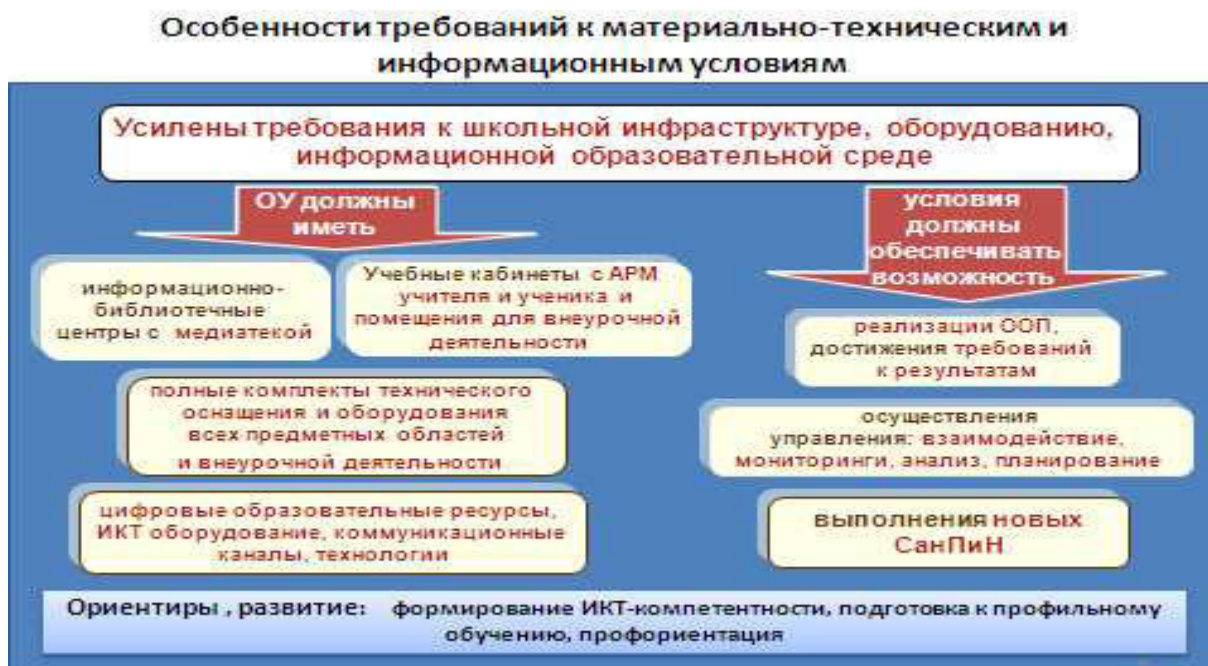 Особенности требований к материально-техническим и
информационным условиям
Усилены требования к школьной инфраструктуре, оборудованию,
информационной образовательной среде
ОУ должны
иметь
информационно-
библиотечные
центры с медиатекой
Учебные кабинеты с АРМ
учителя и ученика и
помещения для внеурочной
деятельности
полные комплекты технического
оснащения и оборудования
всех предметных областей
и внеурочной деятельности
цифровые образовательные ресурсы,
ИКТ оборудование, коммуникационные
каналы, технологии
условия
должны
обеспечивать
возможность
реализации ООП,
достижения требований
к результатам
осуществления
управления: взаимодействие,
мониторинги, анализ, планирование
выполнения новых
СанПиН
Ориентиры , развитие: формирование ИКТ-компетентности, подготовка к профильному
обучению, профориентация